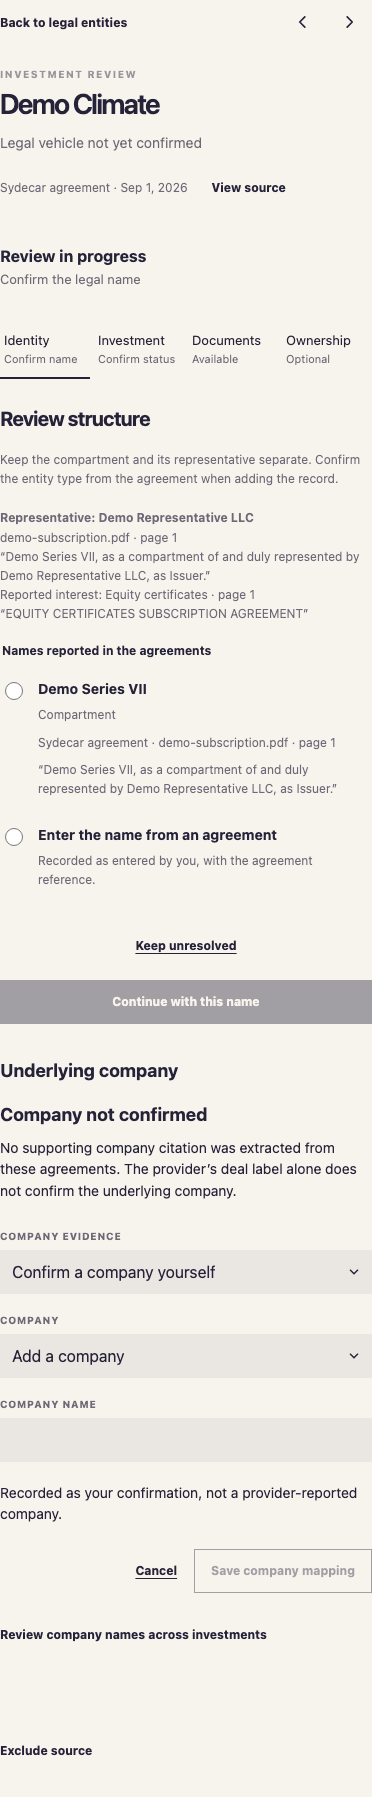 Back to legal entities
INVESTMENT REVIEW
Demo Climate
Legal vehicle not yet confirmed
Sydecar agreement · Sep 1, 2026 View source
Review in progress
Confirm the legal name
Identity Investment Documents Ownership
Confirm name Confirm status Available Optional
Review structure
Keep the compartment and its representative separate. Confirm
the entity type from the agreement when adding the record.
Representative: Demo Representative LLC
demo-subscription.pdf · page 1
“Demo Series VII, as a compartment of and duly represented by
Demo Representative LLC, as Issuer.”
Reported interest: Equity certificates · page 1
“EQUITY CERTIFICATES SUBSCRIPTION AGREEMENT”
Names reported in the agreements
Demo Series VII
Compartment
Sydecar agreement · demo-subscription.pdf · page 1
“Demo Series VII, as a compartment of and duly
represented by Demo Representative LLC, as Issuer.”
Enter the name from an agreement
Recorded as entered by you, with the agreement
reference.
Keep unresolved
Continue with this name
Underlying company
Company not confirmed
No supporting company citation was extracted from
these agreements. The provider’s deal label alone does
not confirm the underlying company.
COMPANY EVIDENCE
Confirm a company yourself
COMPANY
Add a company
COMPANY NAME
Recorded as your confirmation, not a provider-reported
company.
Cancel Save company mapping
Review company names across investments
Exclude source